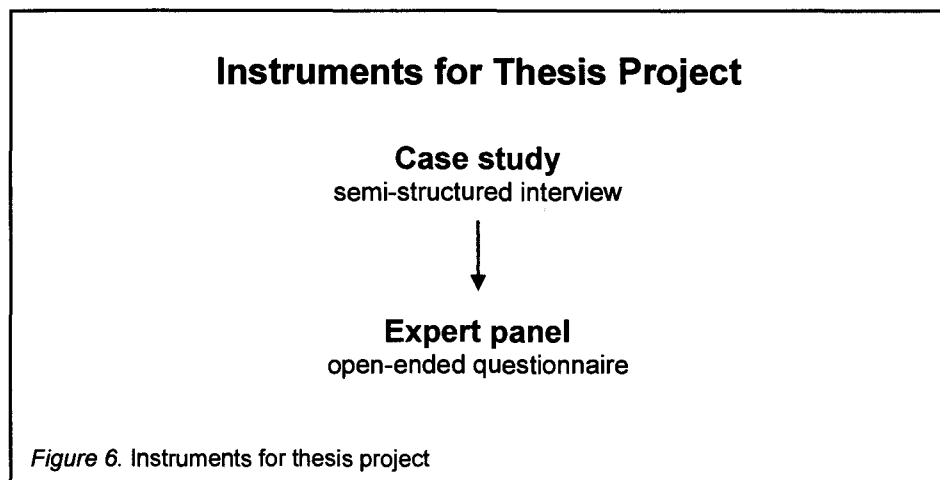 Instruments for Thesis Project
Case study
semi-structured interview
Expert panel
open-ended questionnaire
Figure 6. Instruments for thesis project